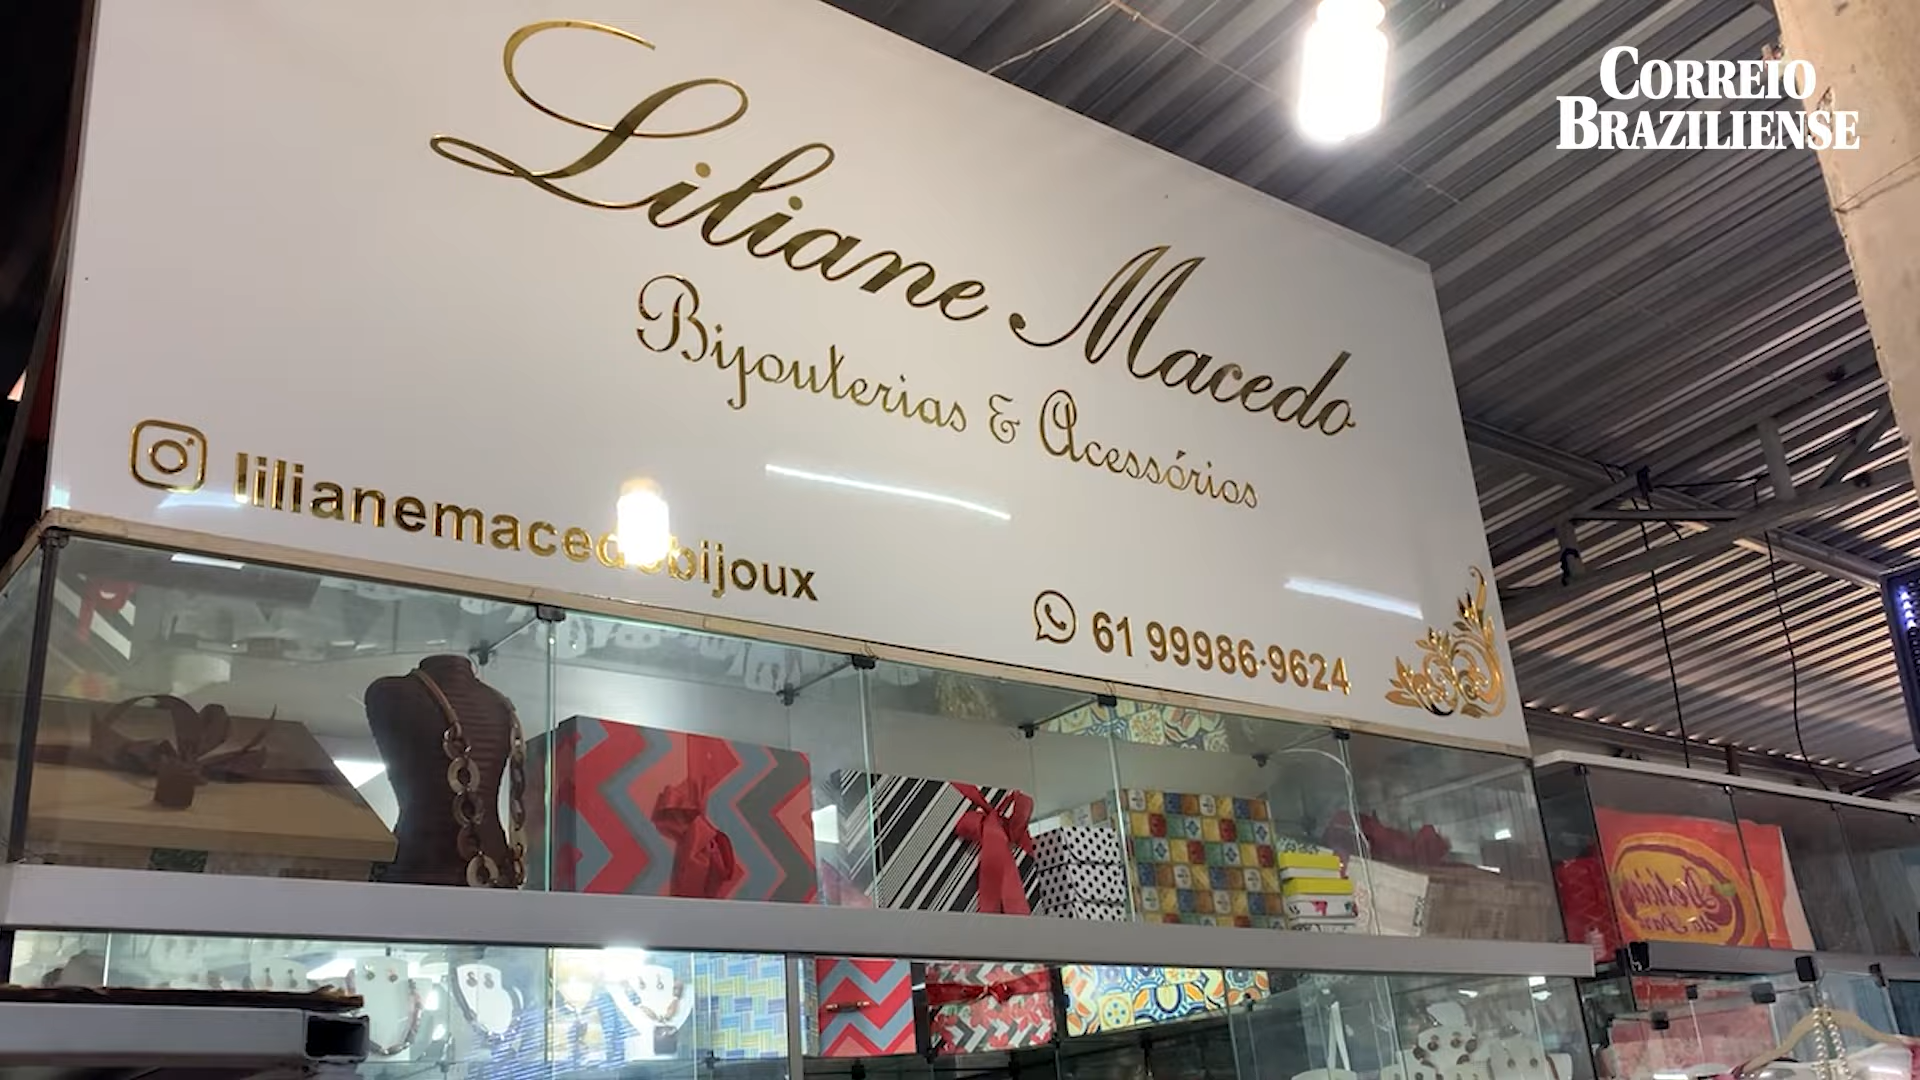 CORREIO
BRAZILIENSE
Liliane Macedo
Bijouterias & Acessórios
lilianemacedobijoux
61 99986-9624